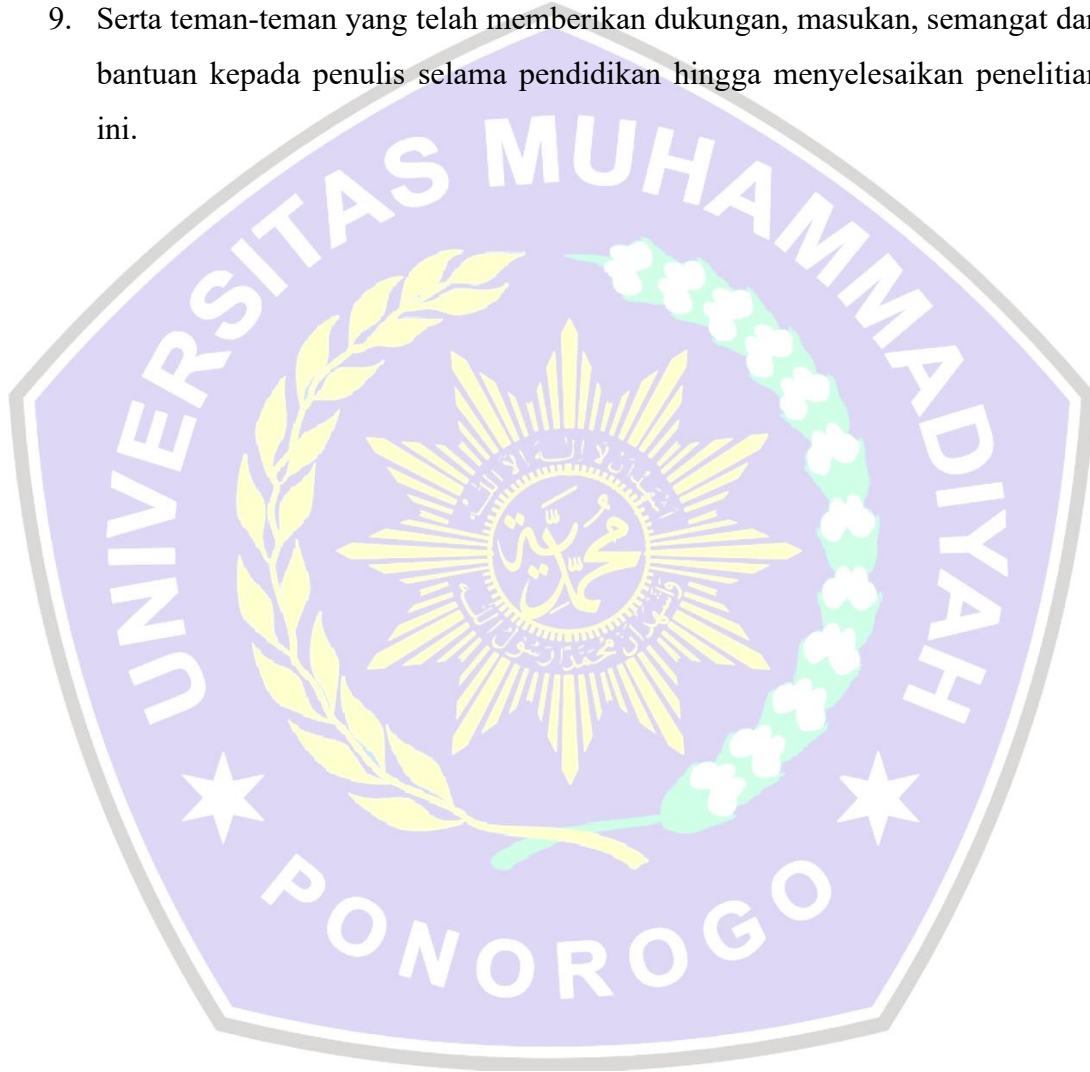 9. Serta teman-teman yang telah memberikan dukungan, masukan, semangat dan
bantuan kepada penulis selama pendidikan hingga menyelesaikan penelitian
ini.
UNIVERSITAS MUHAMMADIYAH
PONOROGO
محمدية